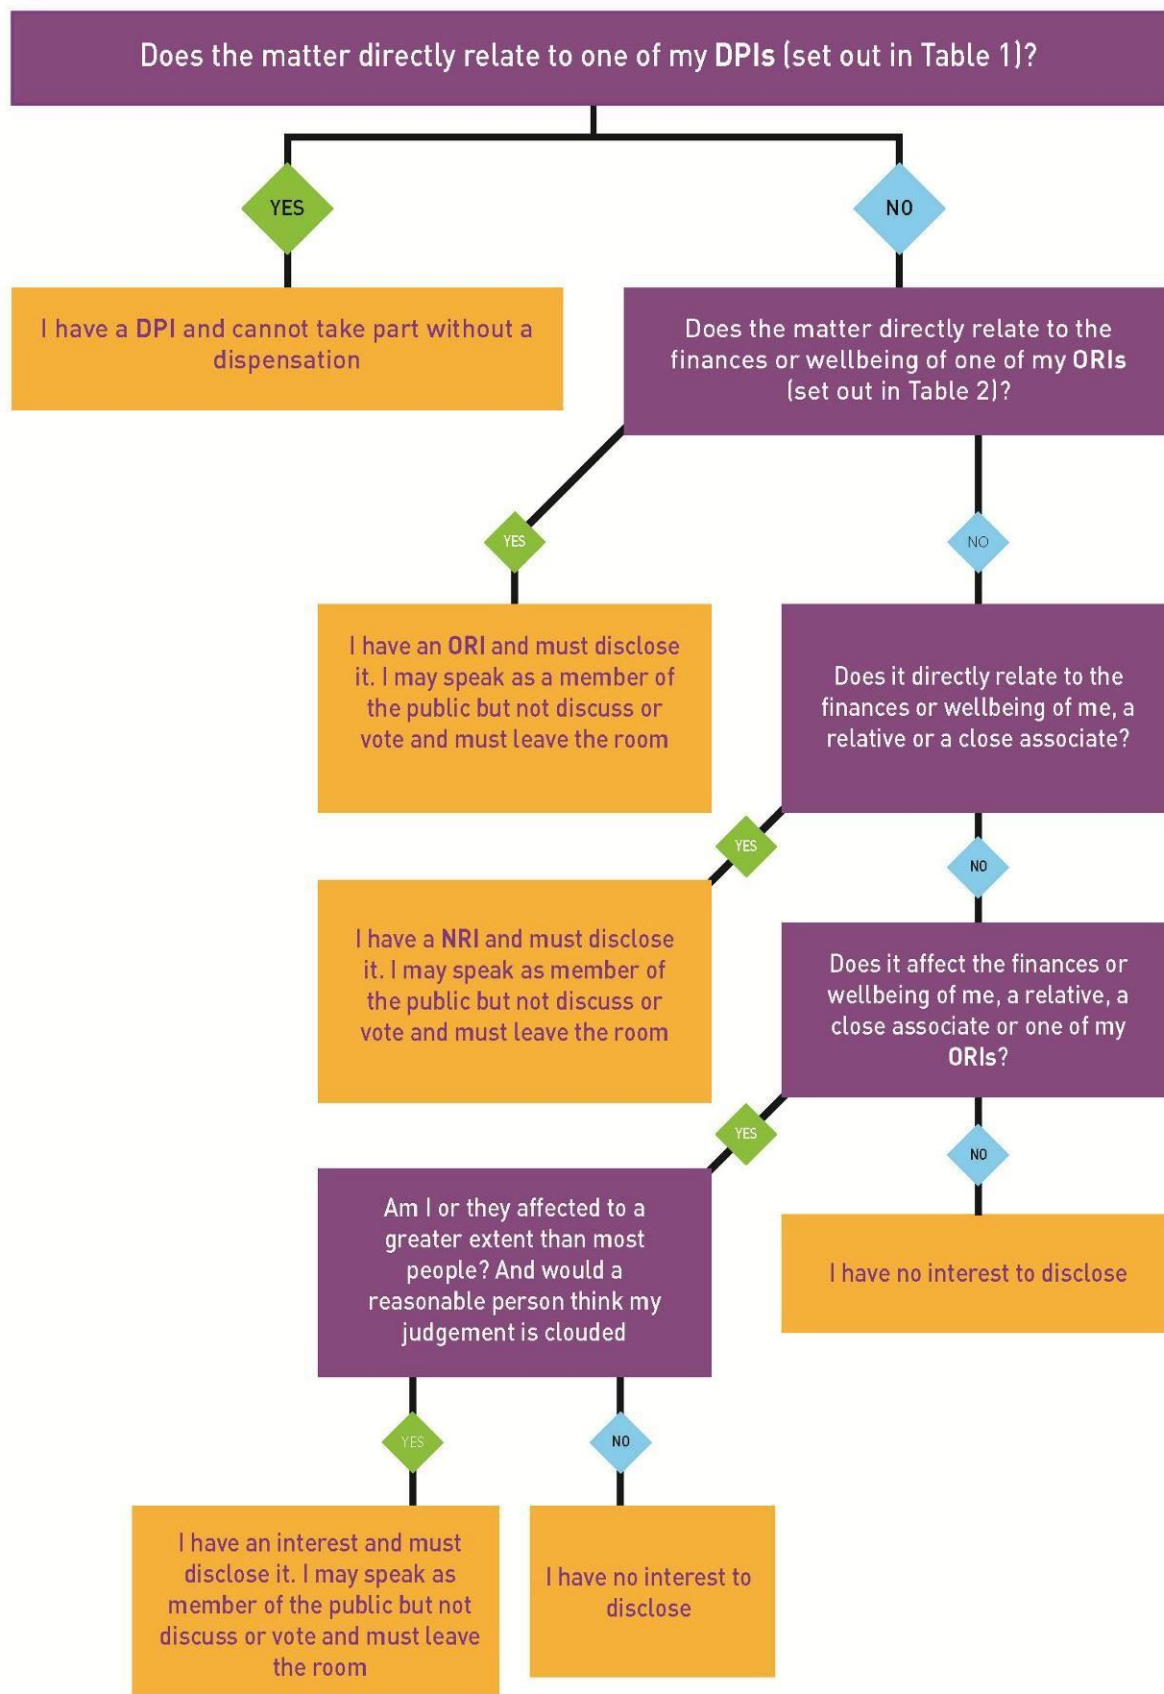 Does the matter directly relate to one of my DPIs (set out in Table 1)?
YES
NO
I have a DPI and cannot take part without a
dispensation
Does the matter directly relate to the
finances or wellbeing of one of my ORIs
(set out in Table 2)?
YES
NO
I have an ORI and must disclose
it. I may speak as a member of
the public but not discuss or
vote and must leave the room
Does it directly relate to the
finances or wellbeing of me, a
relative or a close associate?
YES
NO
I have a NRI and must disclose
it. I may speak as member of
the public but not discuss or
vote and must leave the room
Does it affect the finances or
wellbeing of me, a relative, a
close associate or one of my
ORIs?
YES
NO
Am I or they affected to a
greater extent than most
people? And would a
reasonable person think my
judgement is clouded
I have no interest to disclose
YES
NO
I have an interest and must
disclose it. I may speak as
member of the public but not
discuss or vote and must leave
the room
I have no interest to
disclose